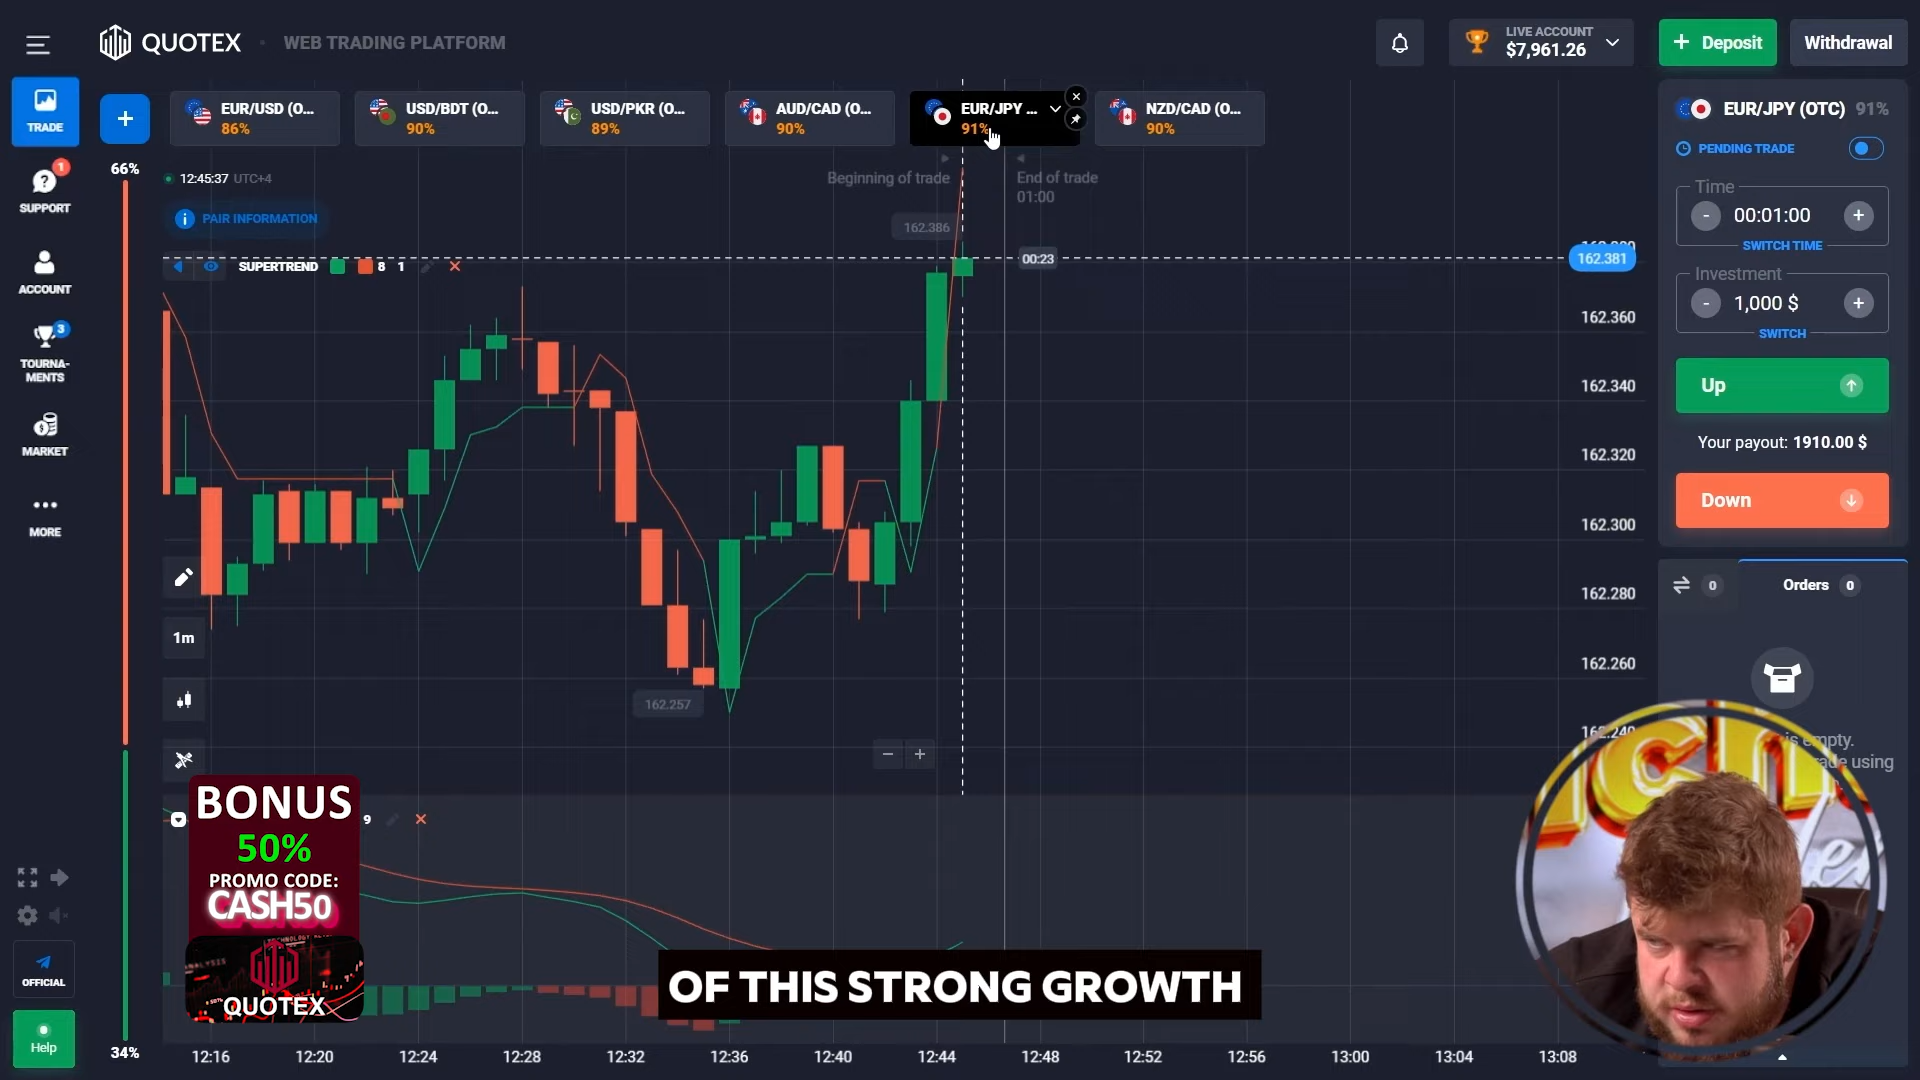 QUOTEX
WEB TRADING PLATFORM
LIVE ACCOUNT
$7,961.26
Deposit
Withdrawal
TRADE
EUR/USD (O...
86%
USD/BDT (O...
90%
USD/PKR (O...
89%
AUD/CAD (O...
90%
EUR/JPY ...
91%
NZD/CAD (O...
90%
EUR/JPY (OTC) 91%
PENDING TRADE
66%
12:45:37 UTC+4
Beginning of trade
End of trade
01:00
PAIR INFORMATION
162.386
SUPERTREND 8 1
00:23
162.381
1
SUPPORT
ACCOUNT
3
TOURNA-
MENTS
MARKET
MORE
Time
- 00:01:00 +
SWITCH TIME
Investment
- 1,000 $ +
SWITCH
Up
Your payout: 1910.00 $
Down
162.360
162.340
162.320
162.300
162.280
162.260
0
Orders 0
is empty.
using
1m
162.257
BONUS
50%
PROMO CODE:
CASH50
QUOTEX
9
OF THIS STRONG GROWTH
OFFICIAL
Help
34%
12:16 12:20 12:24 12:28 12:32 12:36 12:40 12:44 12:48 12:52 12:56 13:00 13:04 13:08